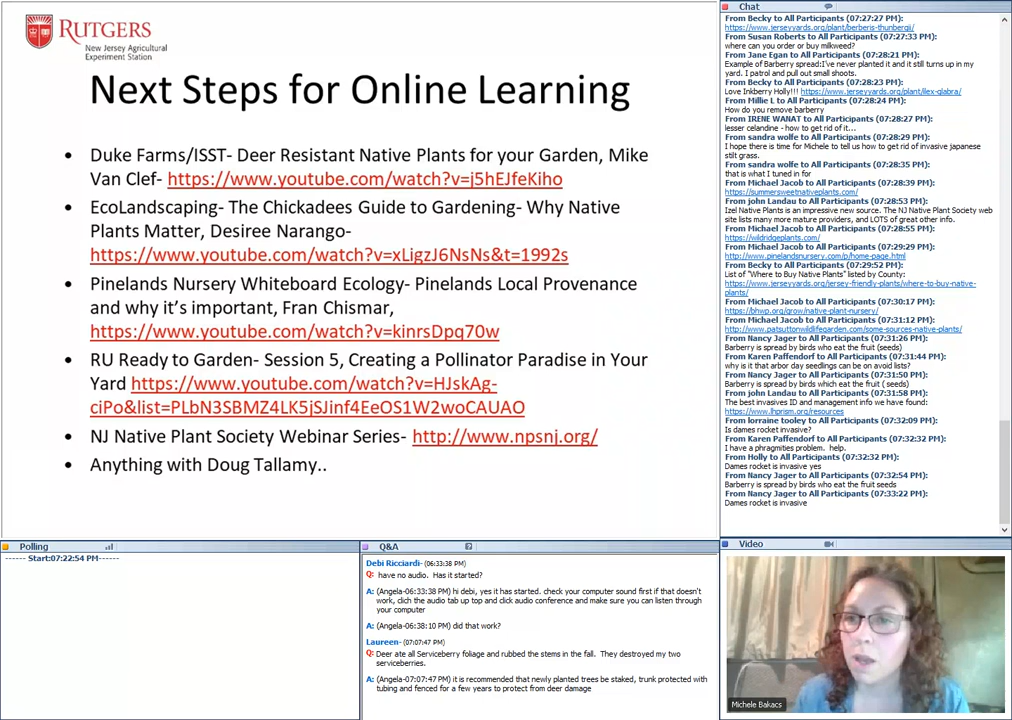 RUTGERS
New Jersey Agricultural
Experiment Station
Next Steps for Online Learning
• Duke Farms/ISST- Deer Resistant Native Plants for your Garden, Mike
Van Clef- https://www.youtube.com/watch?v=j5hEJfeKiho
• EcoLandscaping- The Chickadees Guide to Gardening- Why Native
Plants Matter, Desiree Narango-
https://www.youtube.com/watch?v=xLigzJ6NsNs&t=1992s
• Pinelands Nursery Whiteboard Ecology- Pinelands Local Provenance
and why it's important, Fran Chismar,
https://www.youtube.com/watch?v=kinrsDpq70w
• RU Ready to Garden- Session 5, Creating a Pollinator Paradise in Your
Yard https://www.youtube.com/watch?v=HJskAg-
ciPo&list=PLbN3SBMZ4LK5jSJinf4EeOS1W2woCAUAO
• NJ Native Plant Society Webinar Series- http://www.npsnj.org/
• Anything with Doug Tallamy..
Chat
From Becky to All Participants (07:27:27 PM):
https://www.jerseyyards.org/plant/berberis-thunbergii/
From Susan Roberts to All Participants (07:27:33 PM):
where can you order or buy milkweed?
From Jane Egan to All Participants (07:28:21 PM):
Example of Barberry spread:I've never planted it and it still turns up in my
yard. I patrol and pull out small shoots.
From Becky to All Participants (07:28:23 PM):
Love Inkberry Holly!!! https://www.jerseyyards.org/plant/ilex-glabra/
From Millie L to All Participants (07:28:24 PM):
How do you remove barberry
From IRENE WANAT to All Participants (07:28:27 PM):
lesser celandine - how to get rid of it...
From sandra wolfe to All Participants (07:28:29 PM):
I hope there is time for Michele to tell us how to get rid of invasive japanese
stilt grass.
From sandra wolfe to All Participants (07:28:35 PM):
that is what I tuned in for
From Michael Jacob to All Participants (07:28:39 PM):
https://summersweetnativeplants.com/
From john Landau to All Participants (07:28:53 PM):
Izel Native Plants is an impressive new source. The NJ Native Plant Society web
site lists many more mature providers, and LOTS of great other info.
From Michael Jacob to All Participants (07:28:55 PM):
https://wildridgeplants.com/
From Michael Jacob to All Participants (07:29:29 PM):
http://www.pinelandsnursery.com/p/home-page.html
From Becky to All Participants (07:29:52 PM):
List of "Where to Buy Native Plants" listed by County:
https://www.jerseyyards.org/jersey-friendly-plants/where-to-buy-native-
plants/
From Michael Jacob to All Participants (07:30:17 PM):
https://bhwp.org/grow/native-plant-nursery/
From Michael Jacob to All Participants (07:31:12 PM):
http://www.patsuttonwildlifegarden.com/some-sources-native-plants/
From Nancy Jager to All Participants (07:31:26 PM):
Barberry is spread by birds who eat the fruit (seeds)
From Karen Paffendorf to All Participants (07:31:44 PM):
why is it that arbor day seedlings can be on avoid lists?
From Nancy Jager to All Participants (07:31:50 PM):
Barberry is spread by birds which eat the fruit ( seeds)
From john Landau to All Participants (07:31:58 PM):
The best invasives ID and management info we have found:
https://www.lhprism.org/resources
From lorraine tooley to All Participants (07:32:09 PM):
Is dames rocket invasive?
From Karen Paffendorf to All Participants (07:32:32 PM):
I have a phragmities problem. help.
From Holly to All Participants (07:32:32 PM):
Dames rocket is invasive yes
From Nancy Jager to All Participants (07:32:54 PM):
Barberry is spread by birds who eat the fruit seeds
From Nancy Jager to All Participants (07:33:22 PM):
Dames rocket is invasive
Polling
------ Start:07:22:54 PM------
Q&A
Debi Ricciardi- (06:33:38 PM)
Q: have no audio. Has it started?
A: (Angela-06:33:38 PM) hi debi, yes it has started. check your computer sound first if that doesn't
work, clich the audio tab up top and click audio conference and make sure you can listen through
your computer
A: (Angela-06:38:10 PM) did that work?
Laureen- (07:07:47 PM)
Q: Deer ate all Serviceberry foliage and rubbed the stems in the fall. They destroyed my two
serviceberries.
A: (Angela-07:07:47 PM) it is recommended that newly planted trees be staked, trunk protected with
tubing and fenced for a few years to protect from deer damage
Video
Michele Bakacs